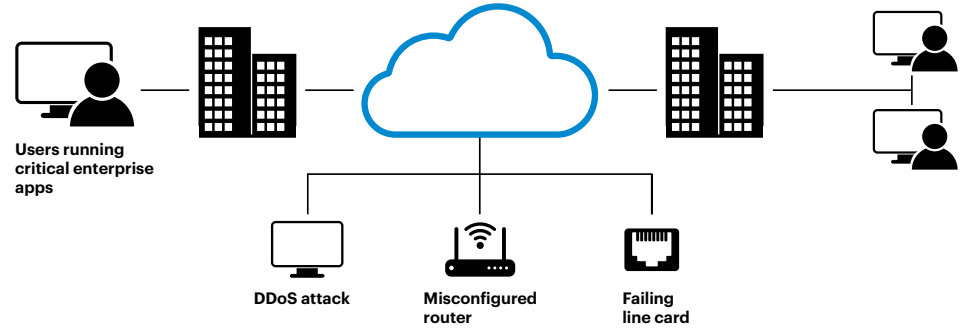 Users running
critical enterprise
apps
DDoS attack
Misconfigured
router
Failing
line card